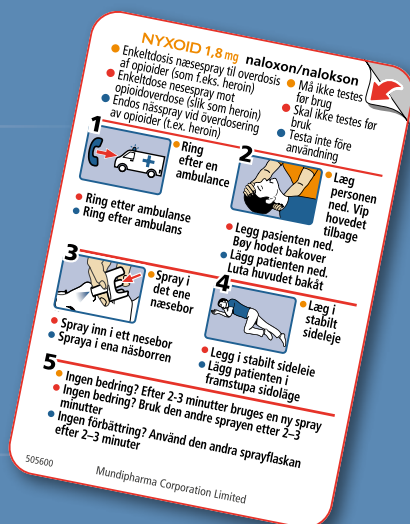 NYXOID 1,8 mg naloxon/nalokson
Enkeltdosis næsespray til overdosis
af opioider (som f.eks. heroin)
Enkeltdose nesespray mot
opioidoverdose (slik som heroin)
Endos nässpray vid överdosering
av opioider (t.ex. heroin)
Må ikke testes
før brug
Skal ikke testes før
bruk
Testa inte före
användning
1
Ring
efter en
ambulance
Ring etter ambulanse
Ring efter ambulans
2
Læg
personen
ned. Vip
hovedet
tilbage
Legg pasienten ned.
Bøy hodet bakover
Lägg patienten ned.
Luta huvudet bakåt
3
Spray i
det ene
næsebor
Spray inn i ett nesebor
Spraya i ena näsborren
4
Læg i
stabilt
sideleje
Legg i stabilt sideleie
Lägg patienten i
framstupa sidoläge
5
Ingen bedring? Efter 2-3 minutter bruges en ny spray
Ingen bedring? Bruk den andre sprayen etter 2–3
minutter
Ingen förbättring? Använd den andra sprayflaskan
efter 2–3 minuter
505600
Mundipharma Corporation Limited